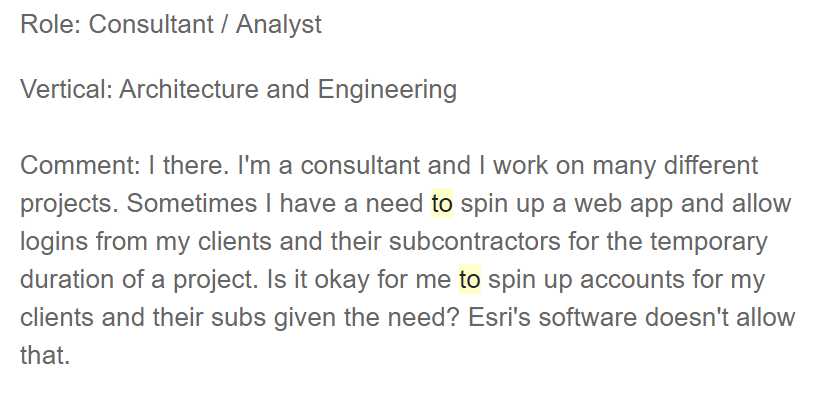 Role: Consultant / Analyst
Vertical: Architecture and Engineering
Comment: I there. I'm a consultant and I work on many different
projects. Sometimes I have a need to spin up a web app and allow
logins from my clients and their subcontractors for the temporary
duration of a project. Is it okay for me to spin up accounts for my
clients and their subs given the need? Esri's software doesn't allow
that.